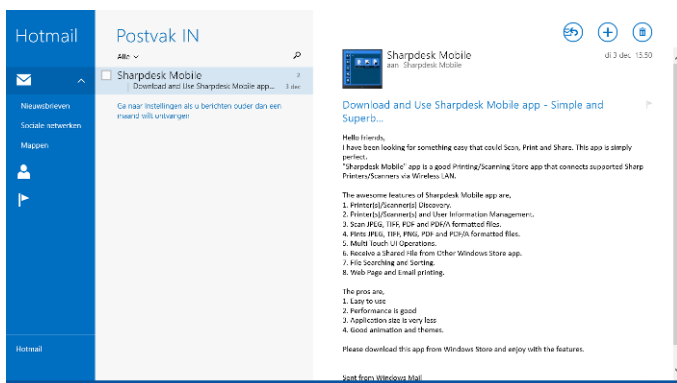 Hotmail
Postvak IN
Alle
Sharpdesk Mobile
Download and Use Sharpdesk Mobile app...
3 dec
Ga naar Instellingen als u berichten ouder dan een
maand wilt ontvangen
Nieuwsbrieven
Sociale netwerken
Mappen
Hotmail
Sharpdesk Mobile
aan Sharpdesk Mobile
di 3 dec 15:50
Download and Use Sharpdesk Mobile app - Simple and
Superb...
Hello Friends,
I have been looking for something easy that could Scan, Print and Share. This app is simply
perfect.
"Sharpdesk Mobile" app is a good Printing/Scanning Store app that connects supported Sharp
Printers/Scanners via Wireless LAN.
The awesome features of Sharpdesk Mobile app are,
1. Printer(s)/Scanner(s) Discovery.
2. Printer(s)/Scanner(s) and User Information Management.
3. Scan JPEG, TIFF, PDF and PDF/A formatted files.
4. Pints JPEG, TIFF, PNG, PDF and PDF/A formatted files.
5. Multi Touch UI Operations.
6. Receive a Shared File from Other Windows Store app.
7. File Searching and Sorting.
8. Web Page and Email printing.
The pros are,
1. Easy to use
2. Performance is good
3. Application size is very less
4. Good animation and themes.
Please download this app from Windows Store and enjoy with the features.
Sent from Windows Mail